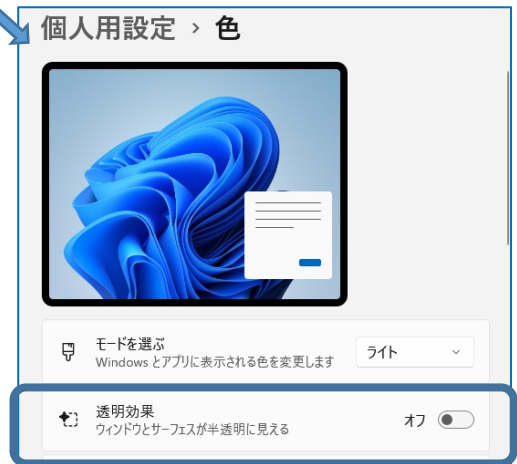 個人用設定 › 色
モードを選ぶ
Windows とアプリに表示される色を変更します
ライト
透明効果
ウィンドウとサーフェスが半透明に見える
オフ